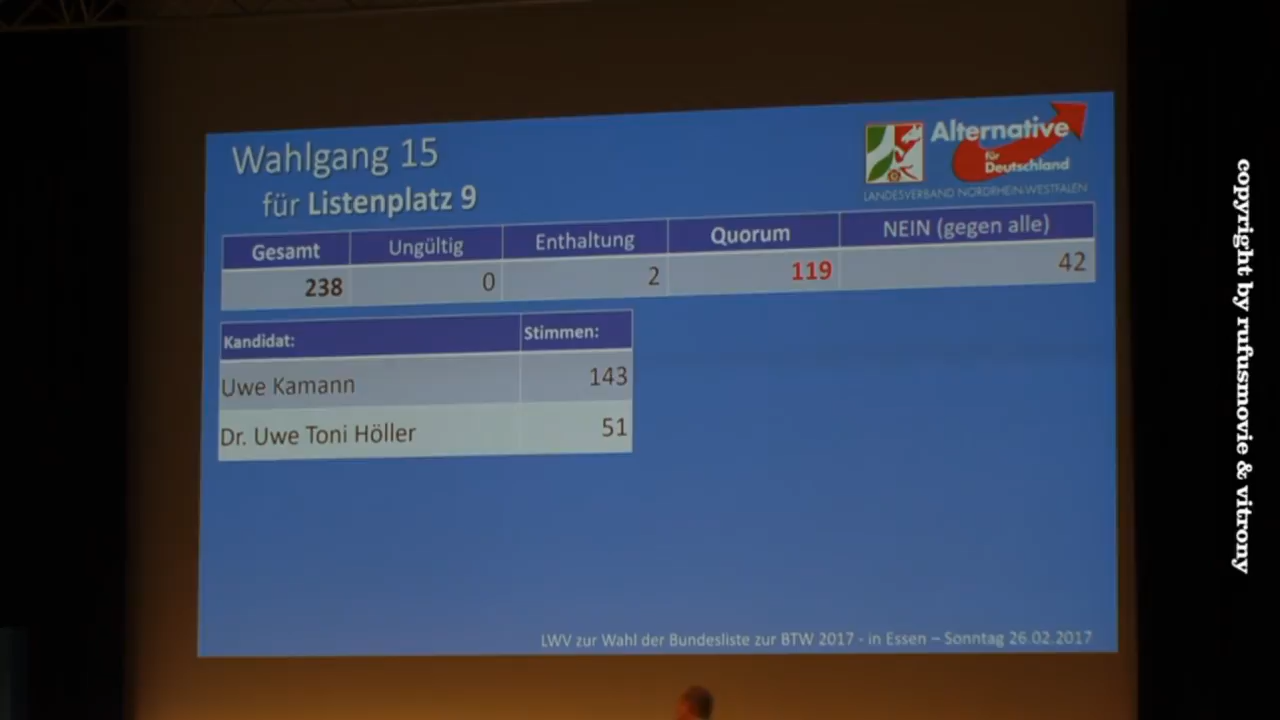 Wahlgang 15
für Listenplatz 9
Alternative
für
Deutschland
LANDESVERBAND NORDRHEIN-WESTFALEN
Gesamt Ungültig Enthaltung Quorum NEIN (gegen alle)
238 0 2 119 42
Kandidat: Stimmen:
Uwe Kamann 143
Dr. Uwe Toni Höller 51
LWV zur Wahl der Bundesliste zur BTW 2017 - in Essen – Sonntag 26.02.2017
copyright by rufusmovie & vitrony